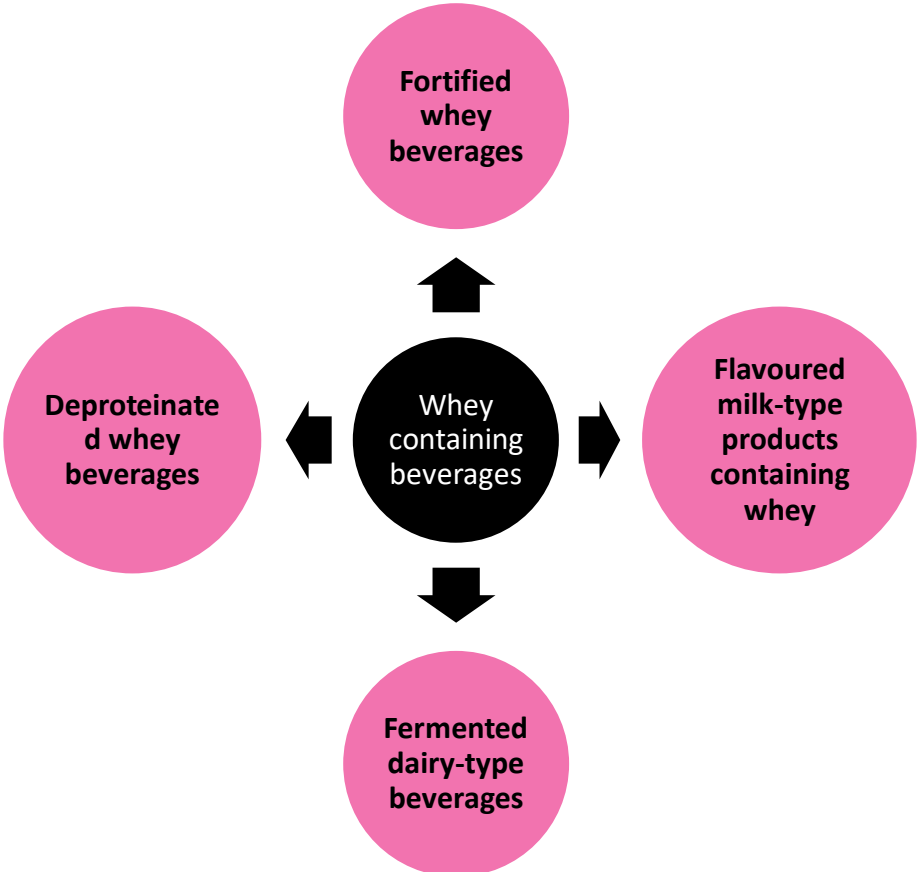 Fortified
whey
beverages
Deproteinate
d whey
beverages
Whey
containing
beverages
Flavoured
milk-type
products
containing
whey
Fermented
dairy-type
beverages